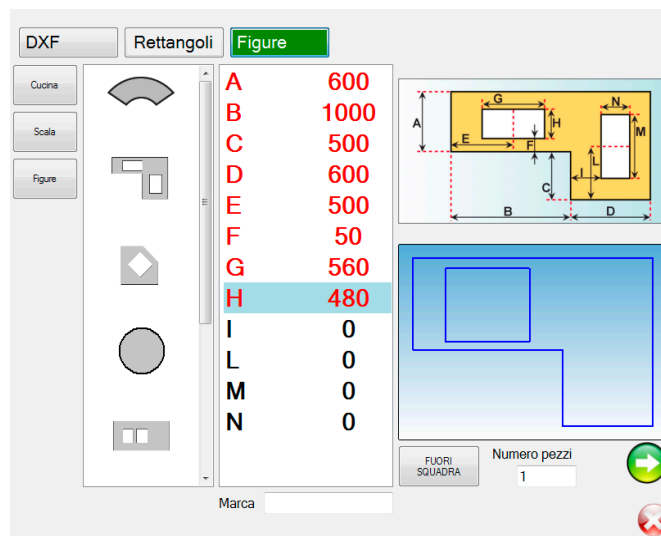 DXF
Rettangoli
Figure
Cucina
Scala
Figure
A 600
B 1000
C 500
D 600
E 500
F 50
G 560
H 480
I 0
L 0
M 0
N 0
G
N
A
H
M
E
F
L
I
C
B
D
FUORI
SQUADRA
Numero pezzi
1
Marca